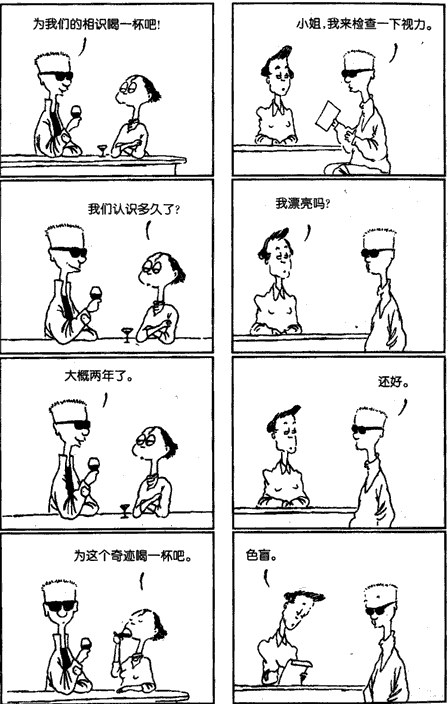 为我们的相识喝一杯吧!
我们认识多久了?
大概两年了。
为这个奇迹喝一杯吧。
小姐,我来检查一下视力。
我漂亮吗?
还好。
色盲。